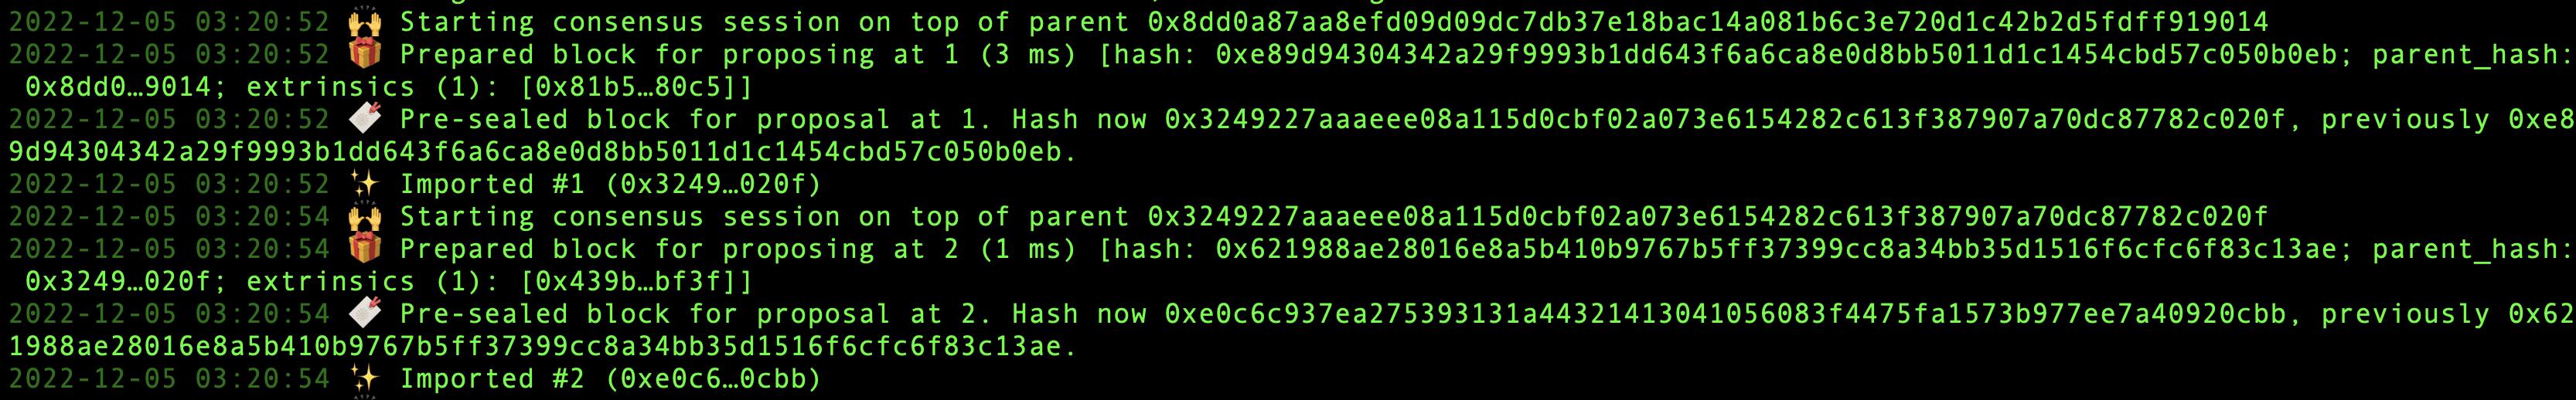 2022-12-05 03:20:52 🙌 Starting consensus session on top of parent 0x8dd0a87aa8efd09d09dc7db37e18bac14a081b6c3e720d1c42b2d5fdff919014
2022-12-05 03:20:52 🎁 Prepared block for proposing at 1 (3 ms) [hash: 0xe89d94304342a29f9993b1dd643f6a6ca8e0d8bb5011d1c1454cbd57c050b0eb; parent_hash:
0x8dd0…9014; extrinsics (1): [0x81b5…80c5]]
2022-12-05 03:20:52 🔖 Pre-sealed block for proposal at 1. Hash now 0x3249227aaaeee08a115d0cbf02a073e6154282c613f387907a70dc87782c020f, previously 0xe8
9d94304342a29f9993b1dd643f6a6ca8e0d8bb5011d1c1454cbd57c050b0eb.
2022-12-05 03:20:52 ✨ Imported #1 (0x3249…020f)
2022-12-05 03:20:54 🙌 Starting consensus session on top of parent 0x3249227aaaeee08a115d0cbf02a073e6154282c613f387907a70dc87782c020f
2022-12-05 03:20:54 🎁 Prepared block for proposing at 2 (1 ms) [hash: 0x621988ae28016e8a5b410b9767b5ff37399cc8a34bb35d1516f6cfc6f83c13ae; parent_hash:
0x3249…020f; extrinsics (1): [0x439b…bf3f]]
2022-12-05 03:20:54 🔖 Pre-sealed block for proposal at 2. Hash now 0xe0c6c937ea275393131a44321413041056083f4475fa1573b977ee7a40920cbb, previously 0x62
1988ae28016e8a5b410b9767b5ff37399cc8a34bb35d1516f6cfc6f83c13ae.
2022-12-05 03:20:54 ✨ Imported #2 (0xe0c6…0cbb)